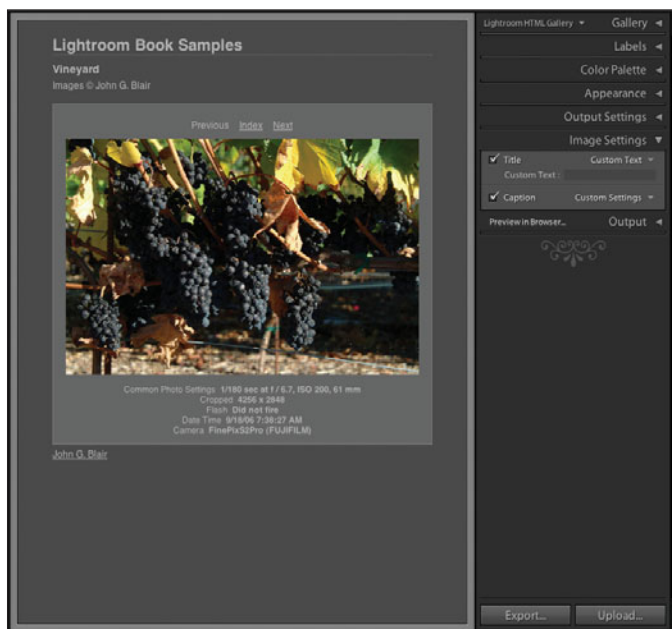 Lightroom Book Samples
Vineyard
Images © John G. Blair
Previous Index Next
Common Photo Settings 1/180 sec at f / 6.7, ISO 200, 61 mm
Cropped 4256 x 2848
Flash Did not fire
Date Time 9/18/06 7:38:27 AM
Camera FinePixS2Pro (FUJIFILM)
John G. Blair
Lightroom HTML Gallery Gallery
Labels
Color Palette
Appearance
Output Settings
Image Settings
Title Custom Text
Custom Text :
Caption Custom Settings
Preview in Browser... Output
Export... Upload...